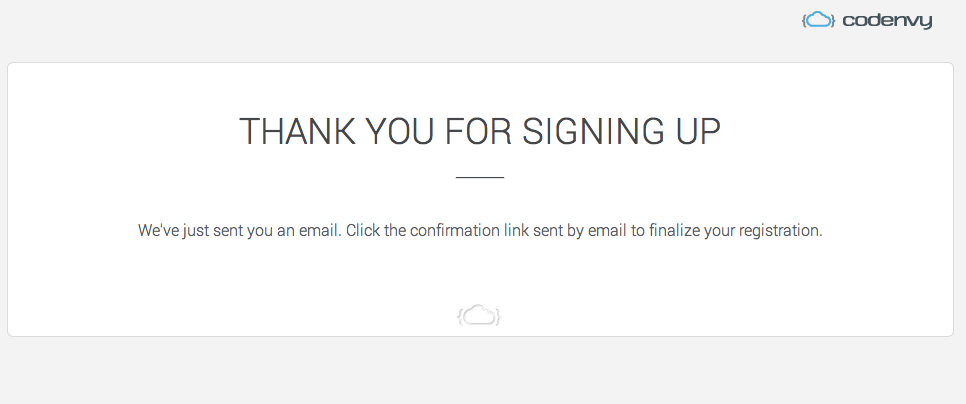 codenvy
THANK YOU FOR SIGNING UP
We've just sent you an email. Click the confirmation link sent by email to finalize your registration.